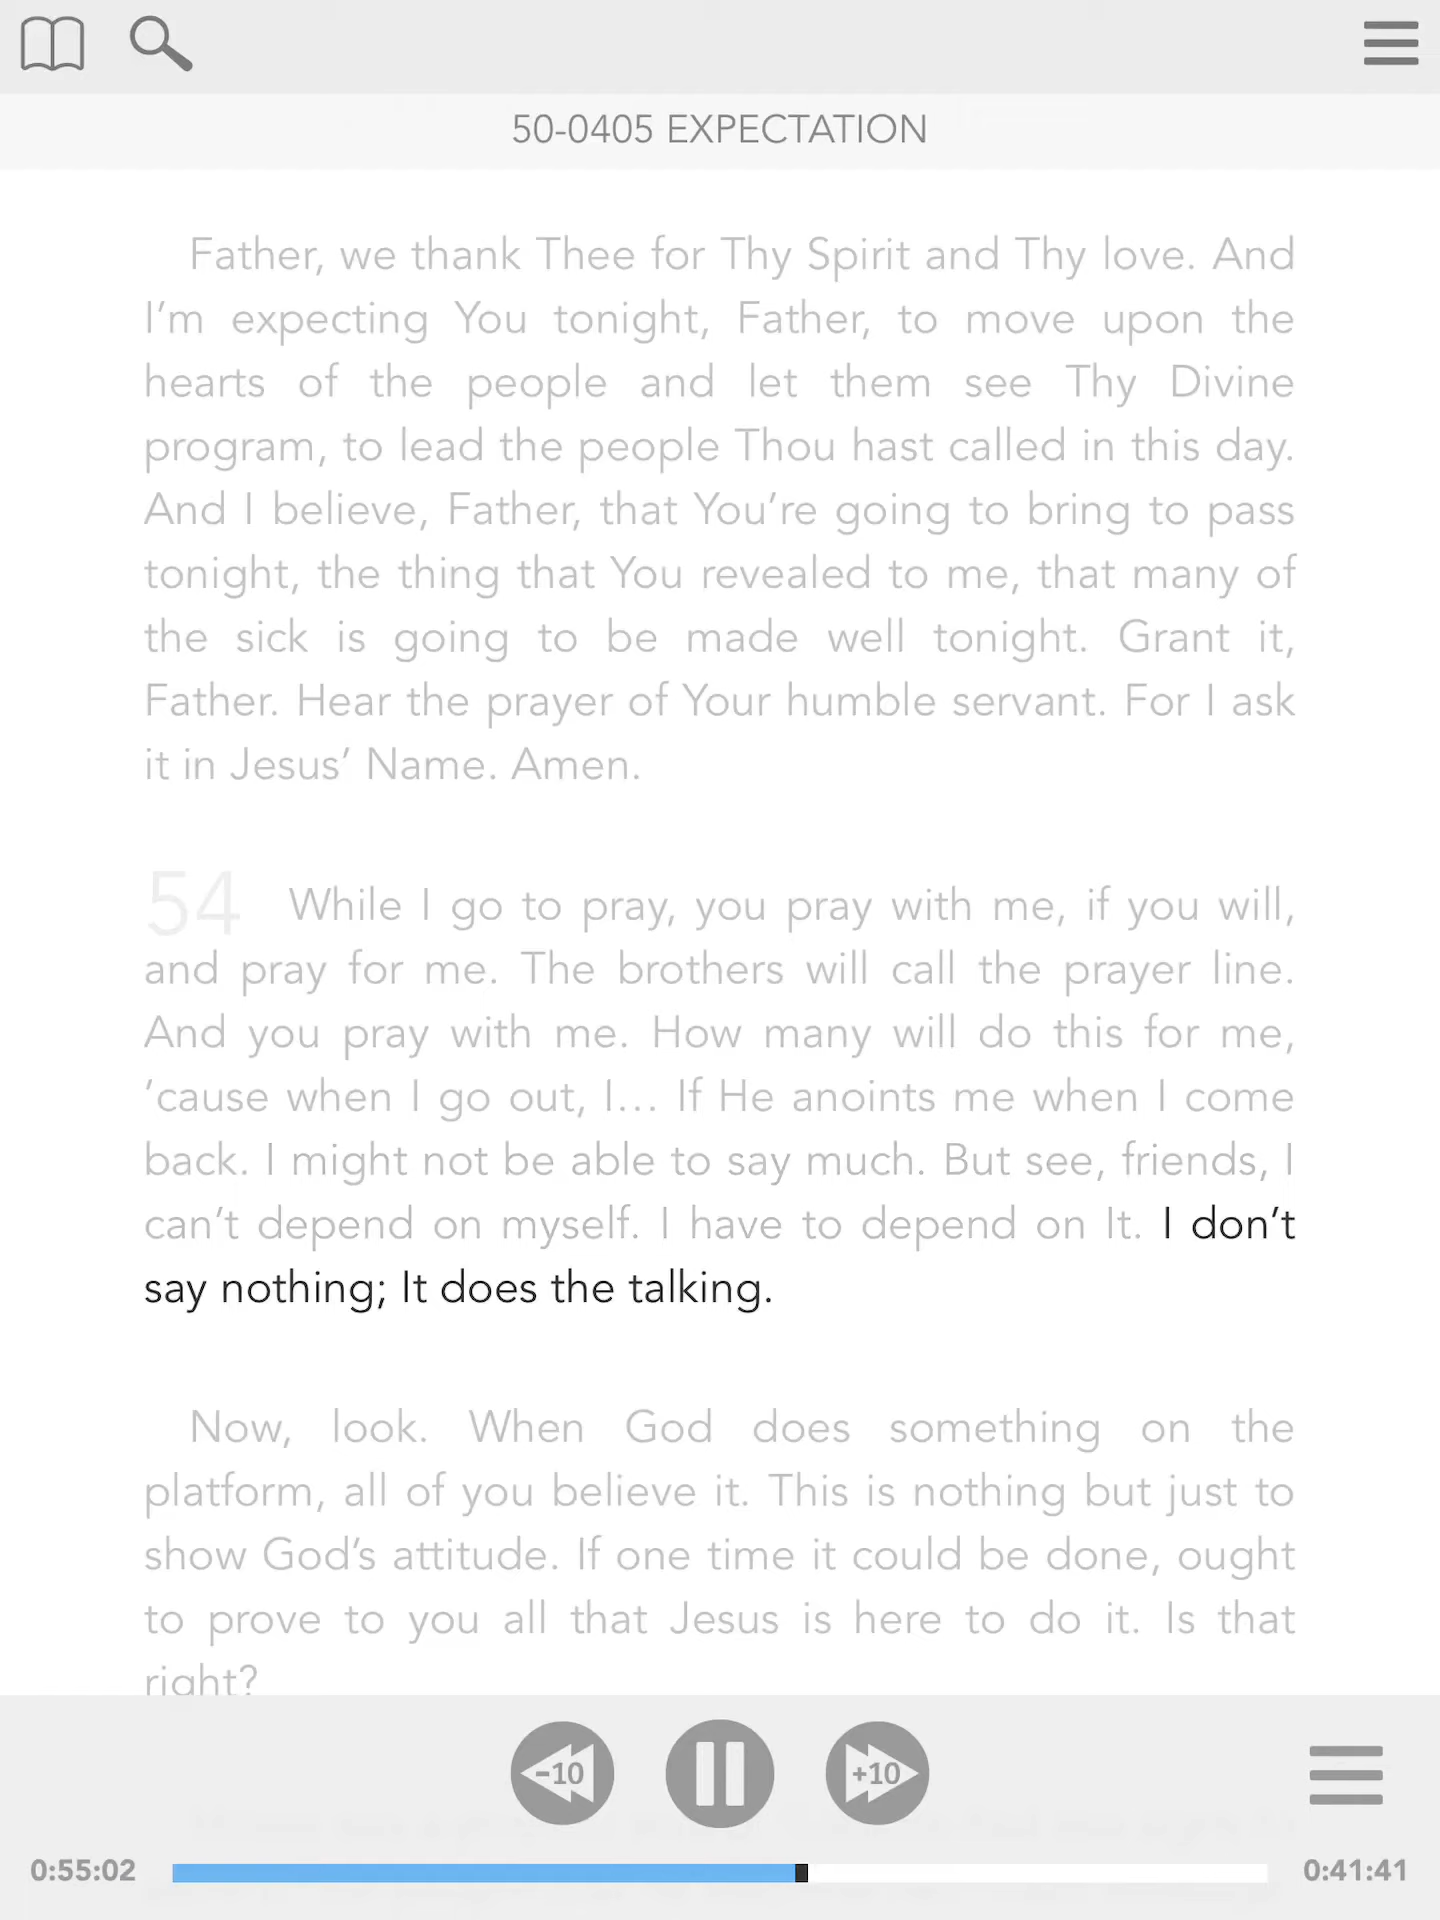 50-0405 EXPECTATION
Father, we thank Thee for Thy Spirit and Thy love. And
I’m expecting You tonight, Father, to move upon the
hearts of the people and let them see Thy Divine
program, to lead the people Thou hast called in this day.
And I believe, Father, that You’re going to bring to pass
tonight, the thing that You revealed to me, that many of
the sick is going to be made well tonight. Grant it,
Father. Hear the prayer of Your humble servant. For I ask
it in Jesus’ Name. Amen.
54 While I go to pray, you pray with me, if you will,
and pray for me. The brothers will call the prayer line.
And you pray with me. How many will do this for me,
’cause when I go out, I… If He anoints me when I come
back. I might not be able to say much. But see, friends, I
can’t depend on myself. I have to depend on It. I don’t
say nothing; It does the talking.
Now, look. When God does something on the
platform, all of you believe it. This is nothing but just to
show God’s attitude. If one time it could be done, ought
to prove to you all that Jesus is here to do it. Is that
right?
-10 +10
0:55:02 0:41:41